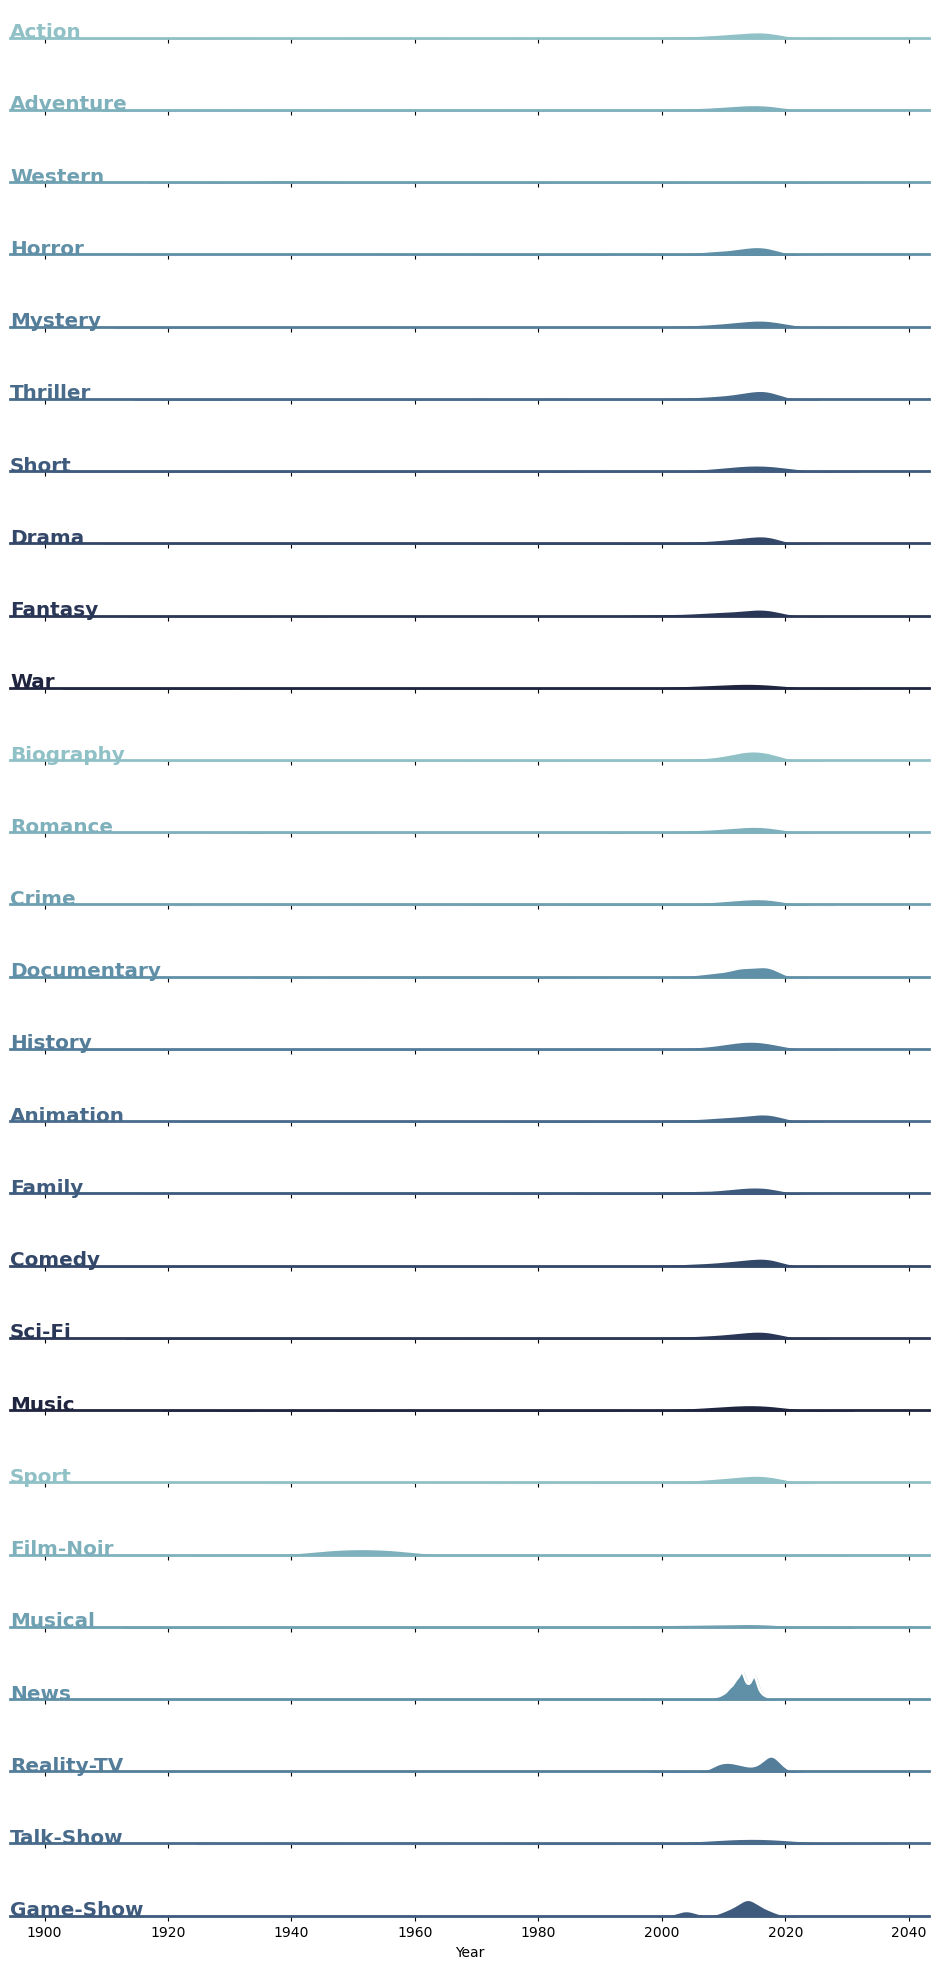 Action
Adventure
Western
Horror
Mystery
Thriller
Short
Drama
Fantasy
War
Biography
Romance
Crime
Documentary
History
Animation
Family
Comedy
Sci-Fi
Music
Sport
Film-Noir
Musical
News
Reality-TV
Talk-Show
Game-Show
1900 1920 1940 1960 1980 2000 2020 2040
Year